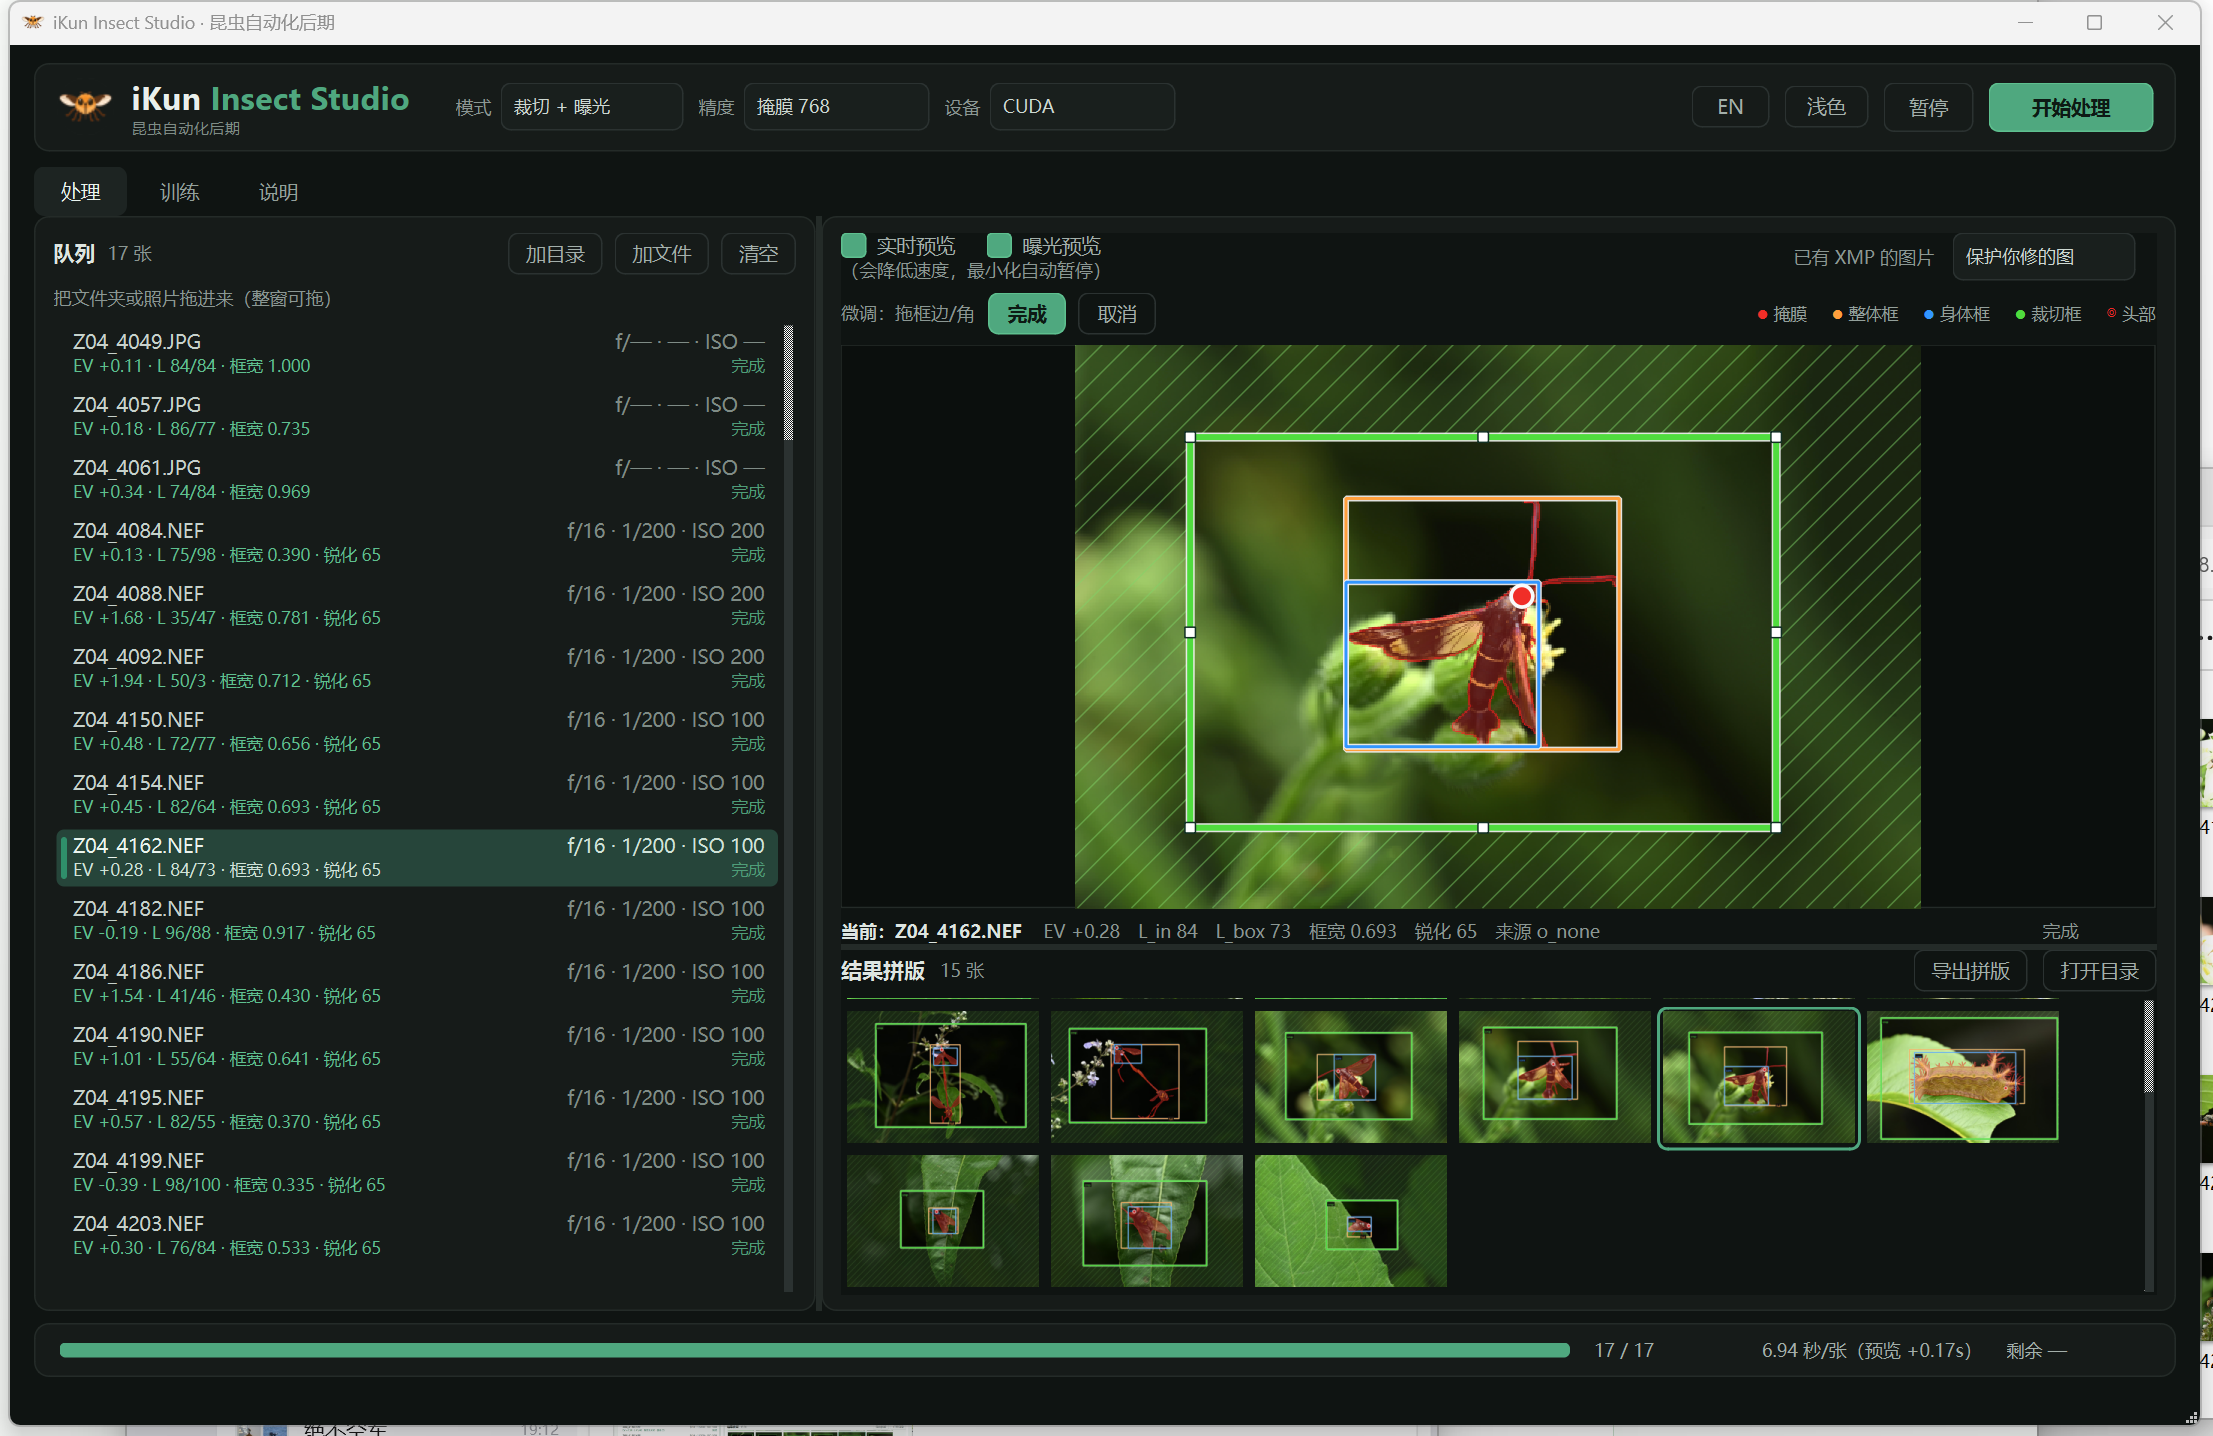 iKun Insect Studio · 昆虫自动化后期
iKun Insect Studio
昆虫自动化后期
模式 裁切 + 曝光 精度 掩膜 768 设备 CUDA
EN 浅色 暂停 开始处理
处理 训练 说明
队列 17 张 加目录 加文件 清空
把文件夹或照片拖进来（整窗可拖）
Z04_4049.JPG f/— · — · ISO —
EV +0.11 · L 84/84 · 框宽 1.000 完成
Z04_4057.JPG f/— · — · ISO —
EV +0.18 · L 86/77 · 框宽 0.735 完成
Z04_4061.JPG f/— · — · ISO —
EV +0.34 · L 74/84 · 框宽 0.969 完成
Z04_4084.NEF f/16 · 1/200 · ISO 200
EV +0.13 · L 75/98 · 框宽 0.390 · 锐化 65 完成
Z04_4088.NEF f/16 · 1/200 · ISO 200
EV +1.68 · L 35/47 · 框宽 0.781 · 锐化 65 完成
Z04_4092.NEF f/16 · 1/200 · ISO 200
EV +1.94 · L 50/3 · 框宽 0.712 · 锐化 65 完成
Z04_4150.NEF f/16 · 1/200 · ISO 100
EV +0.48 · L 72/77 · 框宽 0.656 · 锐化 65 完成
Z04_4154.NEF f/16 · 1/200 · ISO 100
EV +0.45 · L 82/64 · 框宽 0.693 · 锐化 65 完成
Z04_4162.NEF f/16 · 1/200 · ISO 100
EV +0.28 · L 84/73 · 框宽 0.693 · 锐化 65 完成
Z04_4182.NEF f/16 · 1/200 · ISO 100
EV -0.19 · L 96/88 · 框宽 0.917 · 锐化 65 完成
Z04_4186.NEF f/16 · 1/200 · ISO 100
EV +1.54 · L 41/46 · 框宽 0.430 · 锐化 65 完成
Z04_4190.NEF f/16 · 1/200 · ISO 100
EV +1.01 · L 55/64 · 框宽 0.641 · 锐化 65 完成
Z04_4195.NEF f/16 · 1/200 · ISO 100
EV +0.57 · L 82/55 · 框宽 0.370 · 锐化 65 完成
Z04_4199.NEF f/16 · 1/200 · ISO 100
EV -0.39 · L 98/100 · 框宽 0.335 · 锐化 65 完成
Z04_4203.NEF f/16 · 1/200 · ISO 100
EV +0.30 · L 76/84 · 框宽 0.533 · 锐化 65 完成
实时预览 曝光预览
（会降低速度，最小化自动暂停）
已有 XMP 的图片 保护你修的图
微调：拖框边/角 完成 取消
掩膜 整体框 身体框 裁切框 头部
当前：Z04_4162.NEF EV +0.28 L_in 84 L_box 73 框宽 0.693 锐化 65 来源 o_none 完成
结果拼版 15 张 导出拼版 打开目录
17 / 17 6.94 秒/张（预览 +0.17s） 剩余 —
19:12